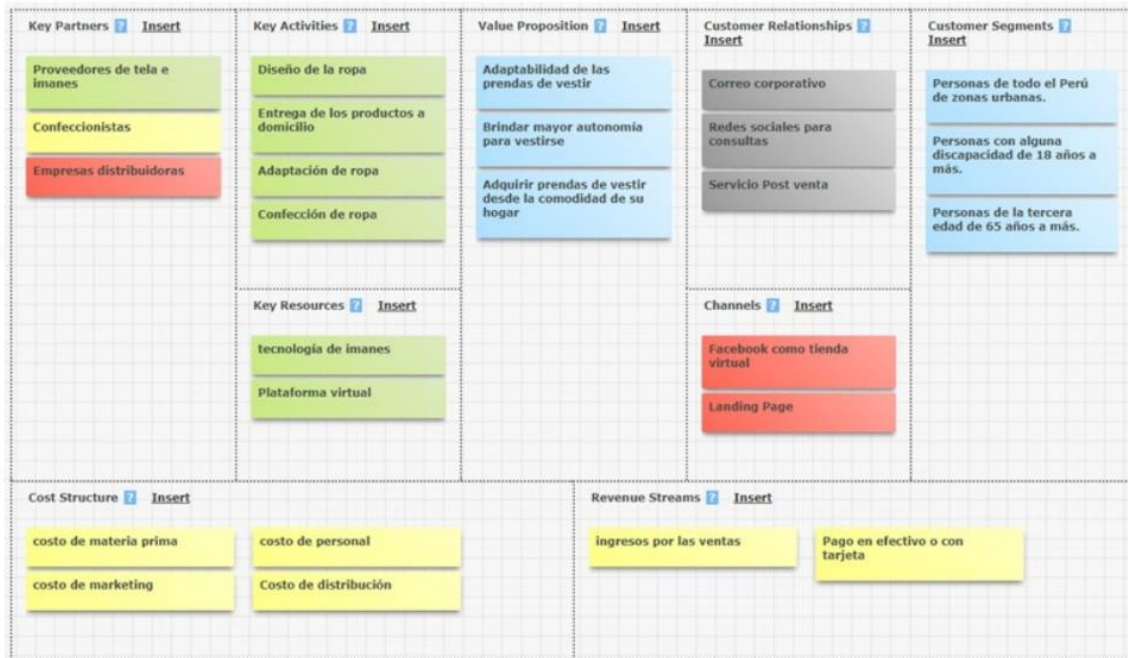 Key Partners ? Insert
Proveedores de tela e
imanes
Confeccionistas
Empresas distribuidoras
Key Activities ? Insert
Diseño de la ropa
Entrega de los productos a
domicilio
Adaptación de ropa
Confección de ropa
Key Resources ? Insert
tecnología de imanes
Plataforma virtual
Value Proposition ? Insert
Adaptabilidad de las
prendas de vestir
Brindar mayor autonomía
para vestirse
Adquirir prendas de vestir
desde la comodidad de su
hogar
Customer Relationships ?
Insert
Correo corporativo
Redes sociales para
consultas
Servicio Post venta
Channels ? Insert
Facebook como tienda
virtual
Landing Page
Customer Segments ?
Insert
Personas de todo el Perú
de zonas urbanas.
Personas con alguna
discapacidad de 18 años a
más.
Personas de la tercera
edad de 65 años a más.
Cost Structure ? Insert
costo de materia prima
costo de personal
costo de marketing
Costo de distribución
Revenue Streams ? Insert
ingresos por las ventas
Pago en efectivo o con
tarjeta